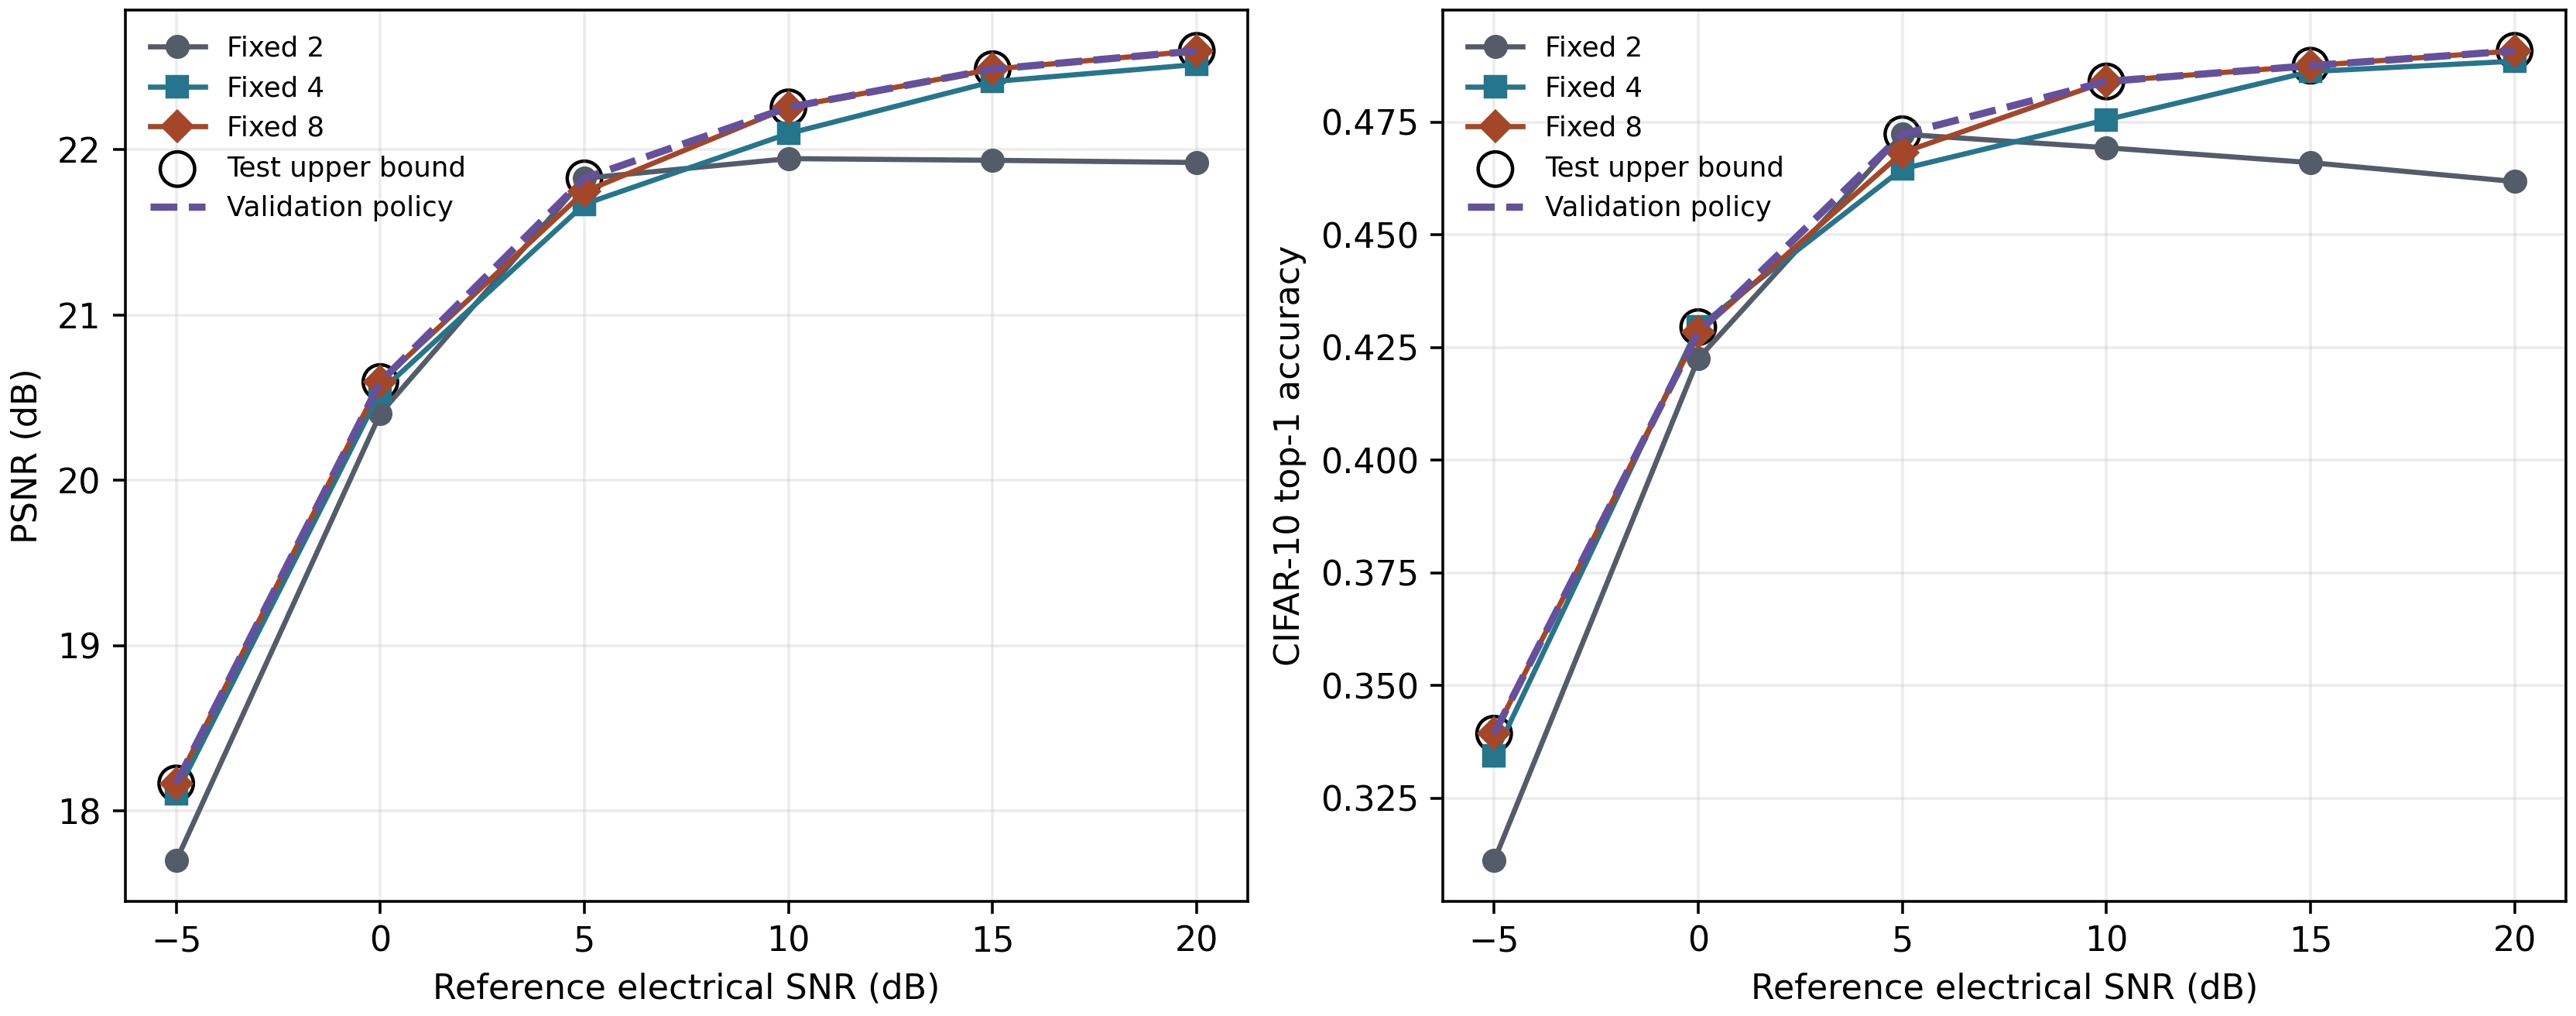 Fixed 2
Fixed 4
Fixed 8
Test upper bound
Validation policy
PSNR (dB)
22
21
20
19
18
−5 0 5 10 15 20
Reference electrical SNR (dB)
Fixed 2
Fixed 4
Fixed 8
Test upper bound
Validation policy
CIFAR-10 top-1 accuracy
0.475
0.450
0.425
0.400
0.375
0.350
0.325
−5 0 5 10 15 20
Reference electrical SNR (dB)